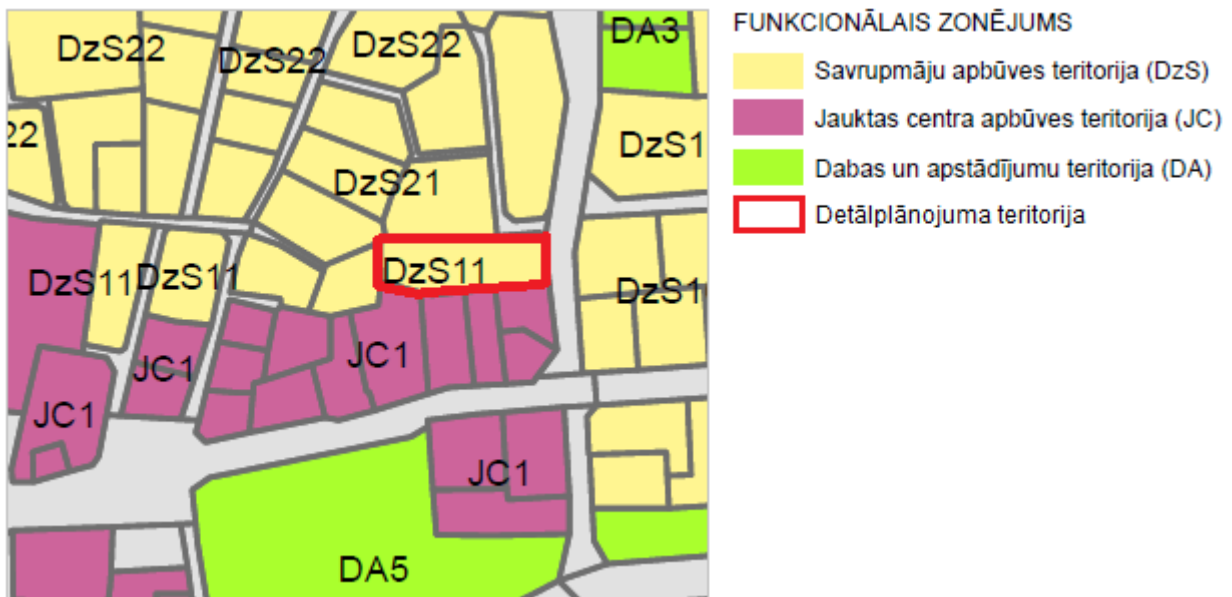 DzS22
DzS22
DzS22
DA3
FUNKCIONĀLAIS ZONĒJUMS
Savrupmāju apbūves teritorija (DzS)
Jauktas centra apbūves teritorija (JC)
Dabas un apstādījumu teritorija (DA)
Detālplānojuma teritorija
22
DzS1
DzS21
DzS11
DzS11
DzS11
DzS1
JC1
JC1
JC1
JC1
DA5